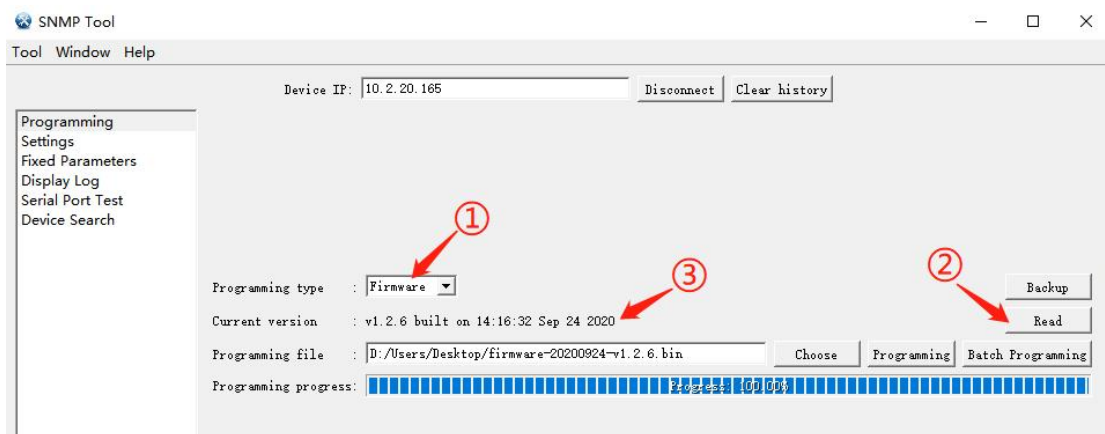 SNMP Tool
Tool Window Help
Device IP: 10.2.20.165 Disconnect Clear history
Programming
Settings
Fixed Parameters
Display Log
Serial Port Test
Device Search
①
②
③
Programming type : Firmware Backup
Current version : v1.2.6 built on 14:16:32 Sep 24 2020 Read
Programming file : D:/Users/Desktop/firmware-20200924-v1.2.6.bin Choose Programming Batch Programming
Programming progress: Progress: 100.00%